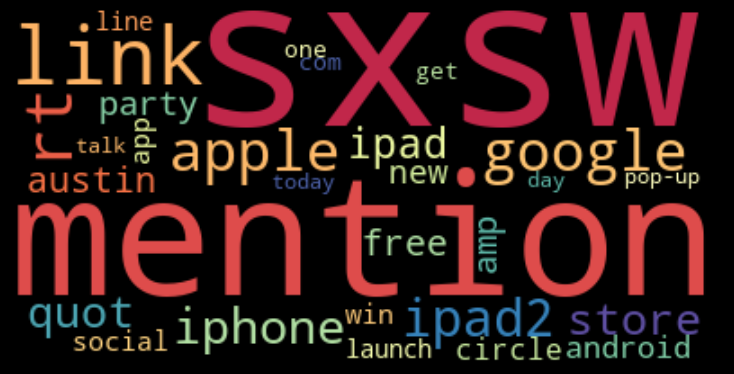 line
link
SXSW
one
com
get
rt
party
talk
app
apple
ipad
google
austin
today
new
day
pop-up
mention
free
amp
quot
iphone
win
ipad2
store
social
launch
circle
android